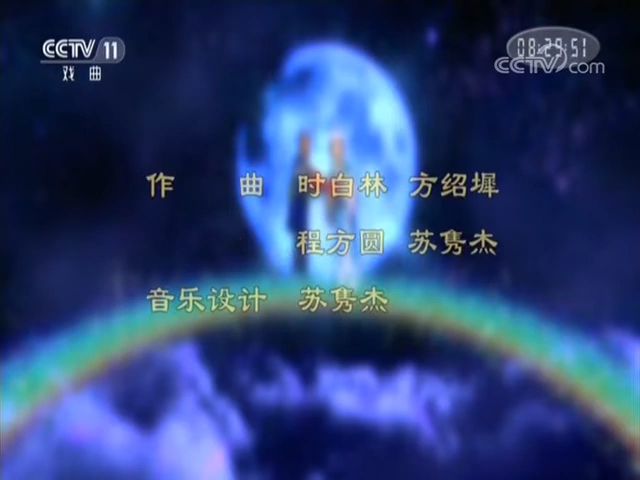 CCTV 11
戏曲
08:29:51
CCTV.com
作 曲 时白林 方绍墀
程方圆 苏隽杰
音乐设计 苏隽杰